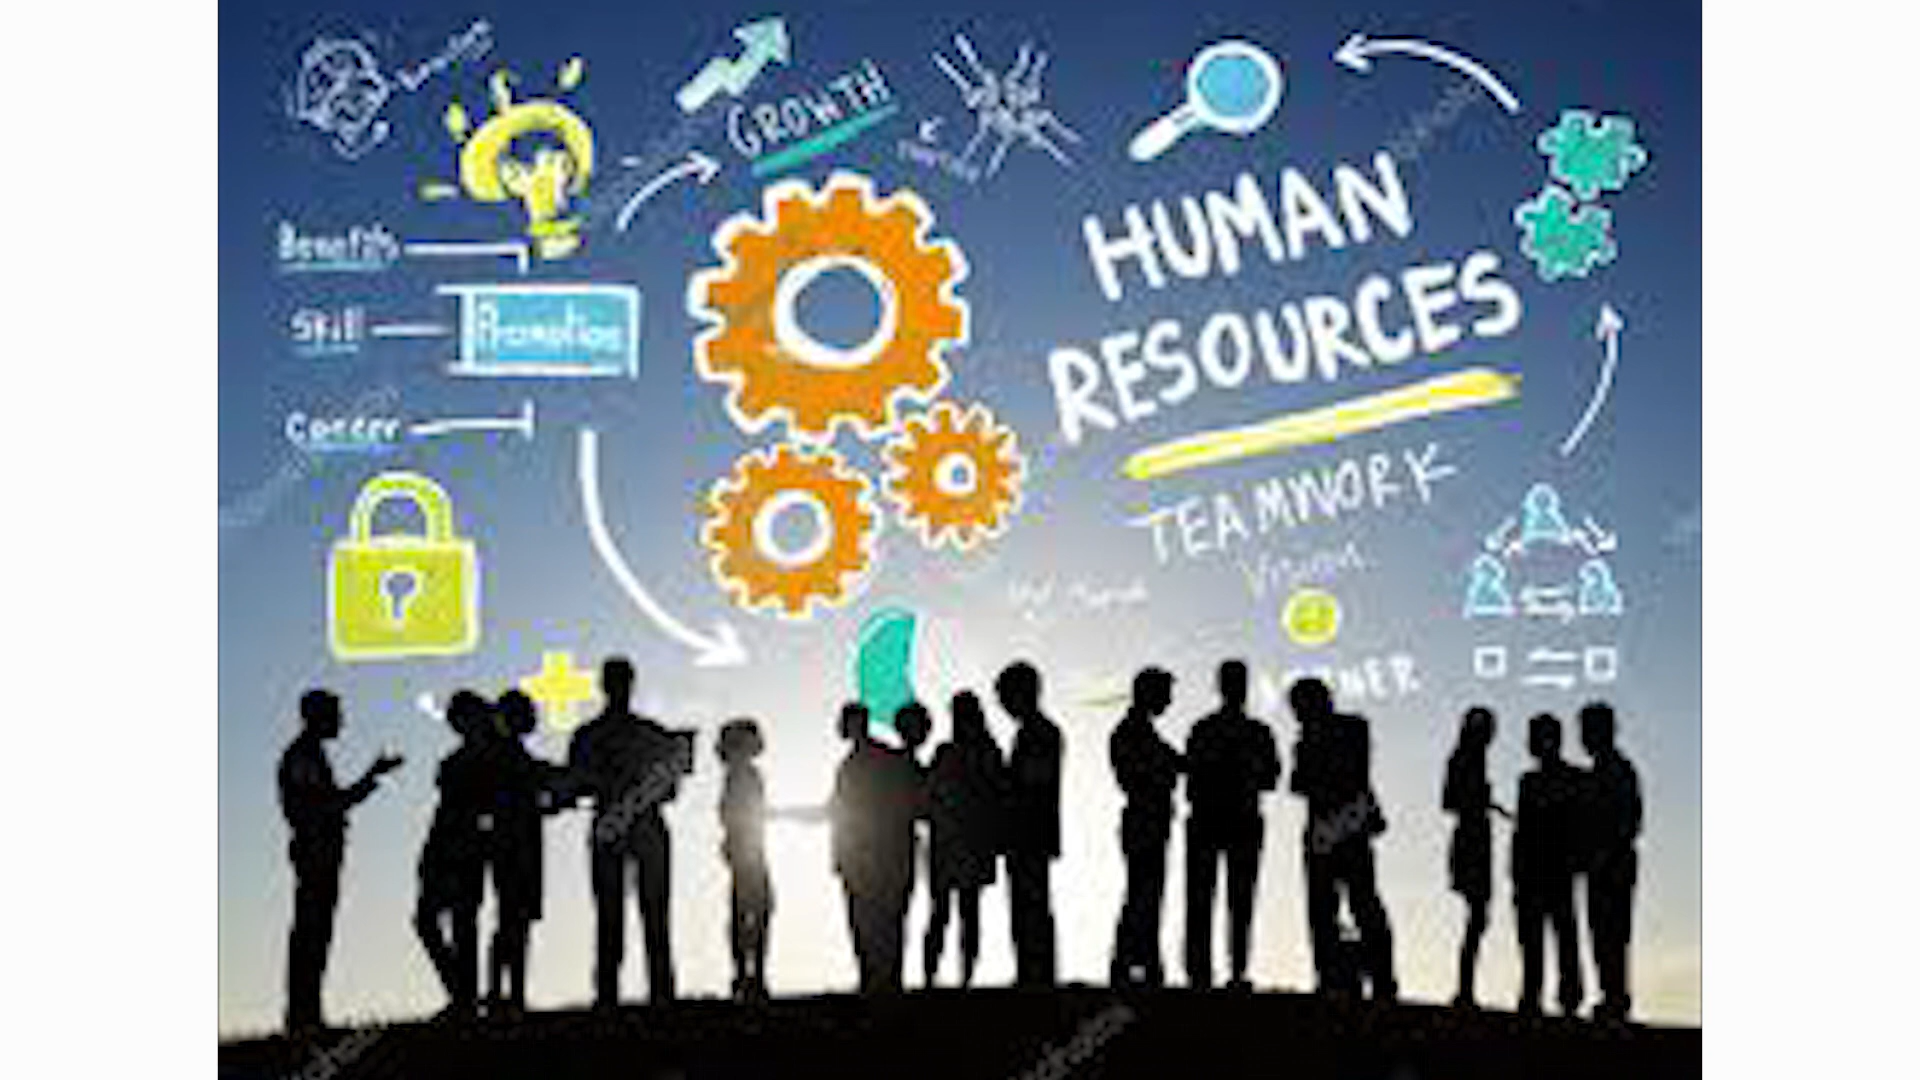 GROWTH
HUMAN
RESOURCES
Benefits
Skill
Promotion
Career
TEAMWORK
Vision